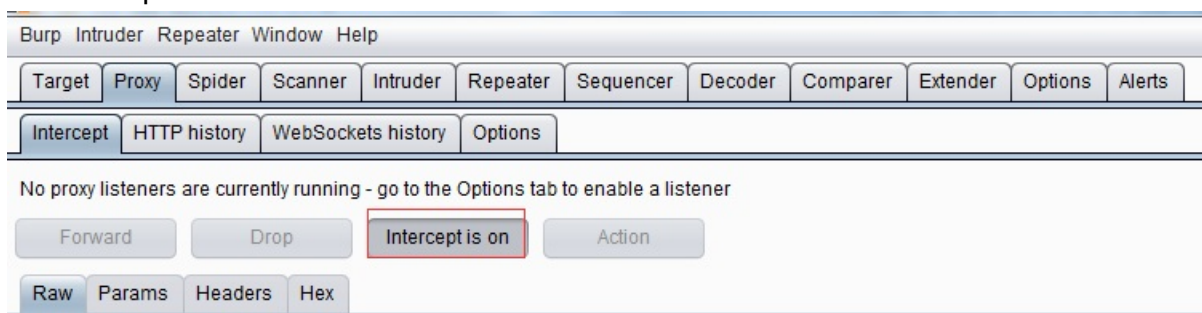 Burp Intruder Repeater Window Help
Target Proxy Spider Scanner Intruder Repeater Sequencer Decoder Comparer Extender Options Alerts
Intercept HTTP history WebSockets history Options
No proxy listeners are currently running - go to the Options tab to enable a listener
Forward Drop Intercept is on Action
Raw Params Headers Hex